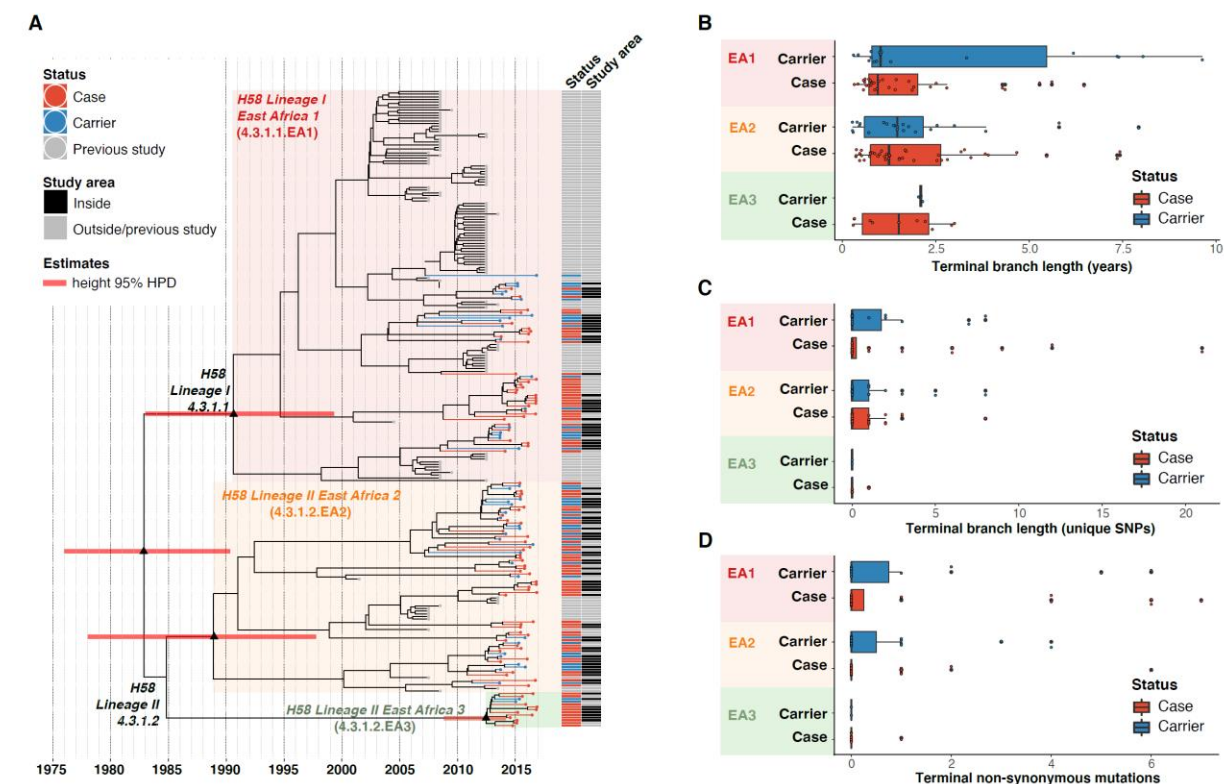 A
Status
Case
Carrier
Previous study
Study area
Inside
Outside/previous study
Estimates
height 95% HPD
Status
Study area
H58 Lineage I
East Africa 1
(4.3.1.1.EA1)
H58
Lineage I
4.3.1.1
H58 Lineage II East Africa 2
(4.3.1.2.EA2)
H58
Lineage II
4.3.1.2
H58 Lineage II East Africa 3
(4.3.1.2.EA3)
1975 1980 1985 1990 1995 2000 2005 2010 2015
B
EA1 Carrier
Case
EA2 Carrier
Case
EA3 Carrier
Case
Status
Case
Carrier
0 2.5 5.0 7.5 10
Terminal branch length (years)
C
EA1 Carrier
Case
EA2 Carrier
Case
EA3 Carrier
Case
Status
Case
Carrier
0 5 15 20
Terminal branch length (unique SNPs)
D
EA1 Carrier
Case
EA2 Carrier
Case
EA3 Carrier
Case
Status
Case
Carrier
0 2 4 6
Terminal non-synonymous mutations